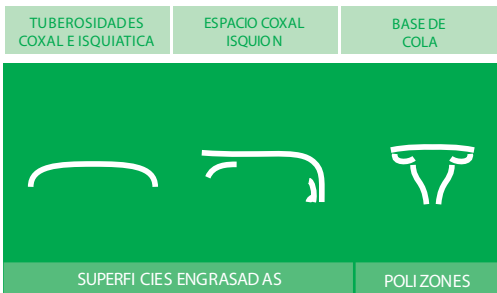 TUBEROSIDADES
COXAL E ISQUIATICA
ESPACIO COXAL
ISQUION
BASE DE
COLA
SUPERFI CIES ENGRASAD AS
POLI ZONES